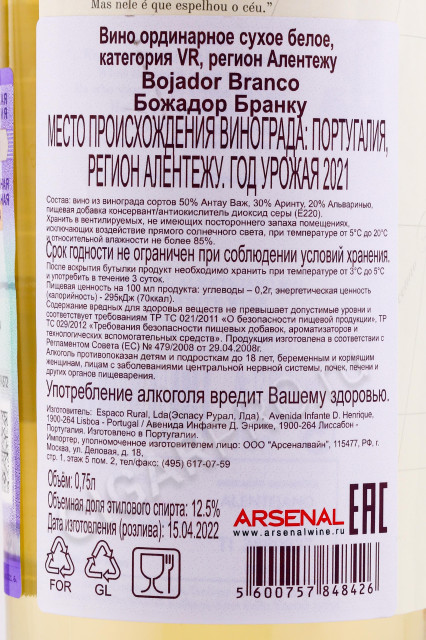 Mas nele é que espelhou o céu."
Вино ординарное сухое белое,
категория VR, регион Алентежу
Bojador Branco
Божадор Бранку
МЕСТО ПРОИСХОЖДЕНИЯ ВИНОГРАДА: ПОРТУГАЛИЯ,
РЕГИОН АЛЕНТЕЖУ. ГОД УРОЖАЯ 2021
Состав: вино из винограда сортов 50% Антау Важ, 30% Аринту, 20% Альваринью,
пищевая добавка консервант/антиокислитель диоксид серы (Е220).
Хранить в вентилируемых, не имеющих постороннего запаха помещениях,
исключающих воздействие прямого солнечного света, при температуре от 5°С до 20°С
и относительной влажности не более 85%.
Срок годности не ограничен при соблюдении условий хранения.
После вскрытия бутылки продукт необходимо хранить при температуре от 3°С до 5°С
и употребить в течение 3 суток.
Пищевая ценность на 100 мл продукта: углеводы – 0,2г, энергетическая ценность
(калорийность) - 295кДж (70ккал).
Содержание вредных для здоровья веществ не превышает допустимые уровни и
соответствует требованиям ТР ТС 021/2011 «О безопасности пищевой продукции», ТР
ТС 029/2012 «Требования безопасности пищевых добавок, ароматизаторов и
технологических вспомогательных средств». Продукция изготовлена в соответствии с
Регламентом Совета (ЕС) № 479/2008 от 29.04.2008г.
Алкоголь противопоказан детям и подросткам до 18 лет, беременным и кормящим
женщинам, лицам с заболеваниями центральной нервной системы, почек, печени и
других органов пищеварения.
Употребление алкоголя вредит Вашему здоровью.
Изготовитель: Espaco Rural, Lda(Эспасу Рурал, Лда). Avenida Infante D. Henrique,
1900-264 Lisboa - Portugal / Авенида Инфанте Д. Энрике, 1900-264 Лиссабон -
Португалия. Изготовлено в Португалии.
Импортер, уполномоченное изготовителем лицо: ООО "Арсеналвайн", 115477, РФ, г.
Москва, ул. Деловая, д. 18,
стр. 1, этаж 5 пом. 2, тел/факс: (495) 617-07-59
Объём: 0,75л
Объемная доля этилового спирта: 12.5%
Дата изготовления (розлива): 15.04.2022
ARSENAL
www.arsenalwine.ru
EAC
FOR
GL
5 600757 848426